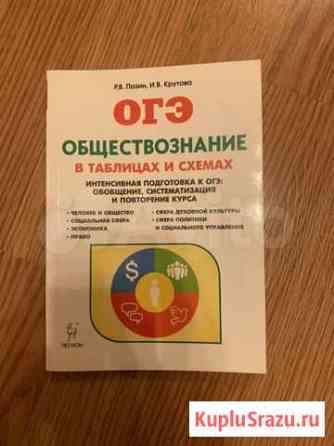 Р.В. Пазин, И.В. Крутова
ОГЭ
ОБЩЕСТВОЗНАНИЕ
В ТАБЛИЦАХ И СХЕМАХ
ИНТЕНСИВНАЯ ПОДГОТОВКА К ОГЭ:
ОБОБЩЕНИЕ, СИСТЕМАТИЗАЦИЯ
И ПОВТОРЕНИЕ КУРСА
• ЧЕЛОВЕК И ОБЩЕСТВО
• СОЦИАЛЬНАЯ СФЕРА
• ЭКОНОМИКА
• ПРАВО
• СФЕРА ДУХОВНОЙ КУЛЬТУРЫ
• СФЕРА ПОЛИТИКИ
И СОЦИАЛЬНОГО УПРАВЛЕНИЯ
$
ЛЕГИОН
KupluSrazu.ru